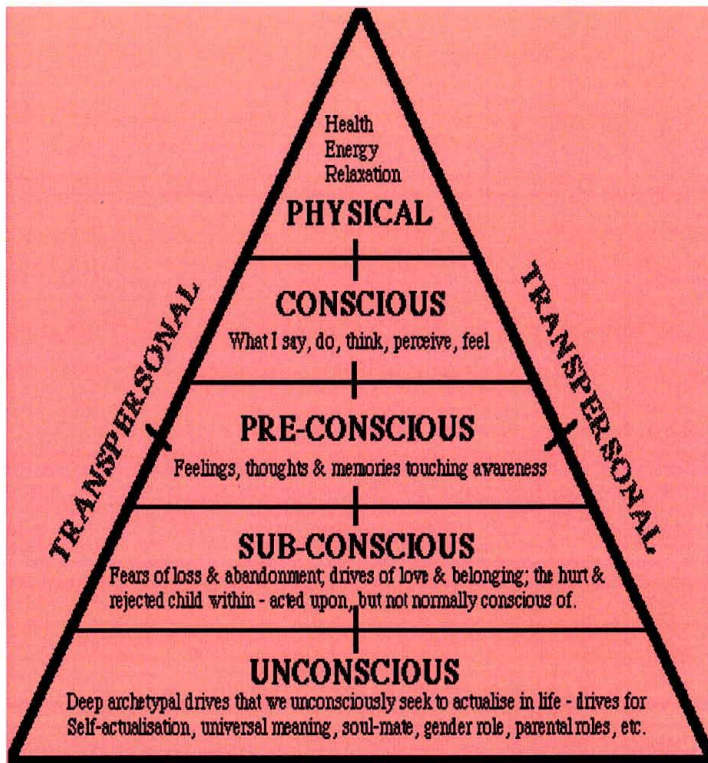 Health
Energy
Relaxation
PHYSICAL
CONSCIOUS
What I say, do, think, perceive, feel
PRE-CONSCIOUS
Feelings, thoughts & memories touching awareness
SUB-CONSCIOUS
Fears of loss & abandonment; drives of love & belonging; the hurt &
rejected child within - acted upon, but not normally conscious of.
UNCONSCIOUS
Deep archetypal drives that we unconsciously seek to actualise in life - drives for
Self-actualisation, universal meaning, soul-mate, gender role, parental roles, etc.
TRANSPERSONAL
TRANSPERSONAL